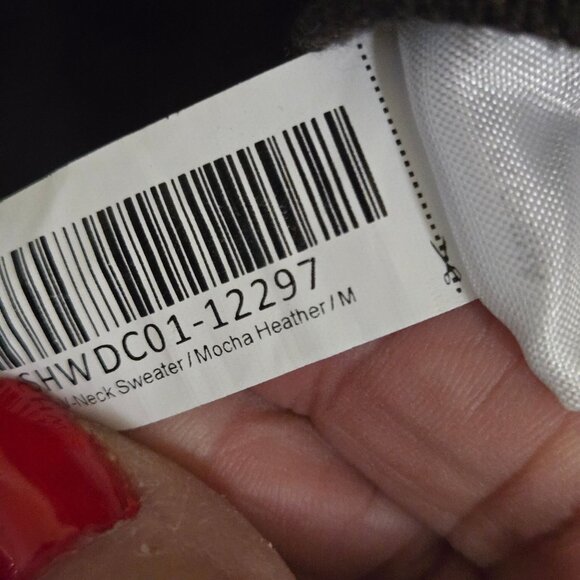 SHWDC01-12297
-Neck Sweater / Mocha Heather / M